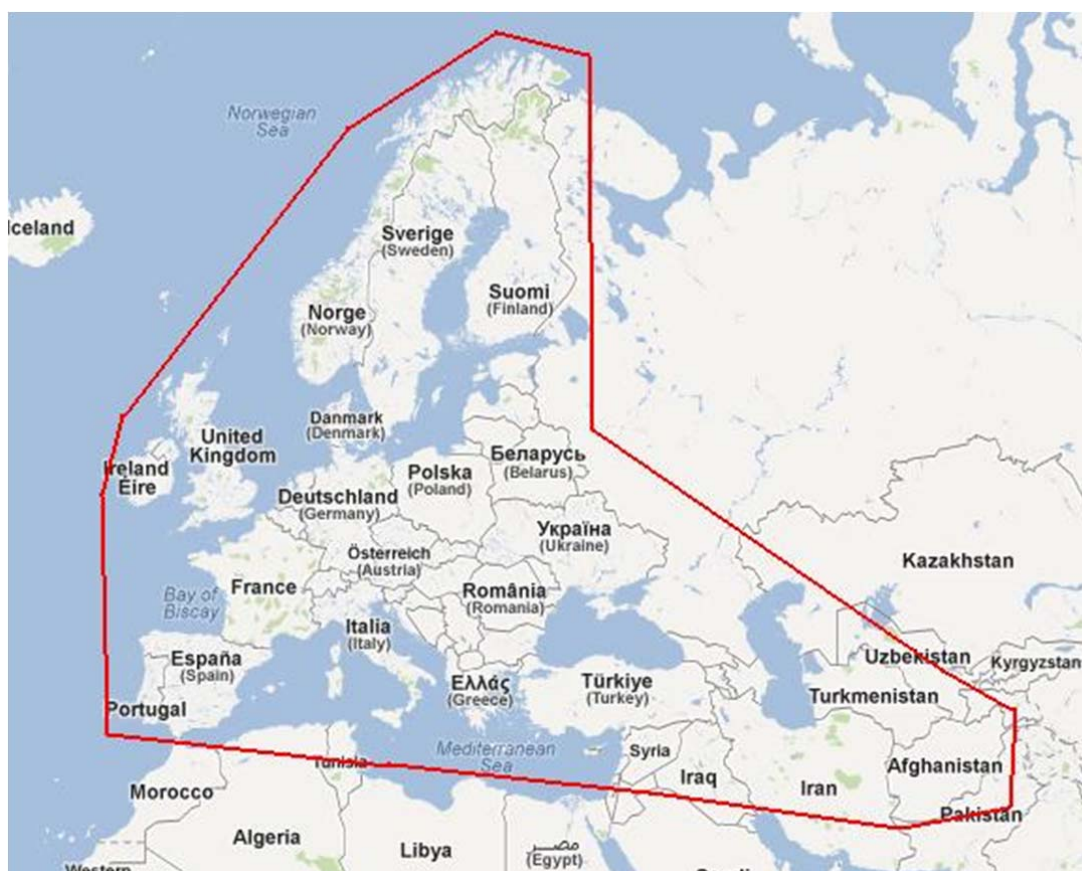 Norwegian
Sea
Iceland
Sverige
(Sweden)
Suomi
(Finland)
Norge
(Norway)
Danmark
(Denmark)
United
Kingdom
Ireland
Éire
Беларусь
(Belarus)
Polska
(Poland)
Deutschland
(Germany)
Україна
(Ukraine)
Österreich
(Austria)
Kazakhstan
France
România
(Romania)
Bay of
Biscay
Italia
(Italy)
España
(Spain)
Uzbekistan
Kyrgyzstan
Ελλάς
(Greece)
Türkiye
(Turkey)
Turkmenistan
Portugal
Mediterranean
Sea
Syria
Tunisia
Iraq
Iran
Afghanistan
Morocco
Pakistan
Algeria
Libya
مصر
(Egypt)
Western